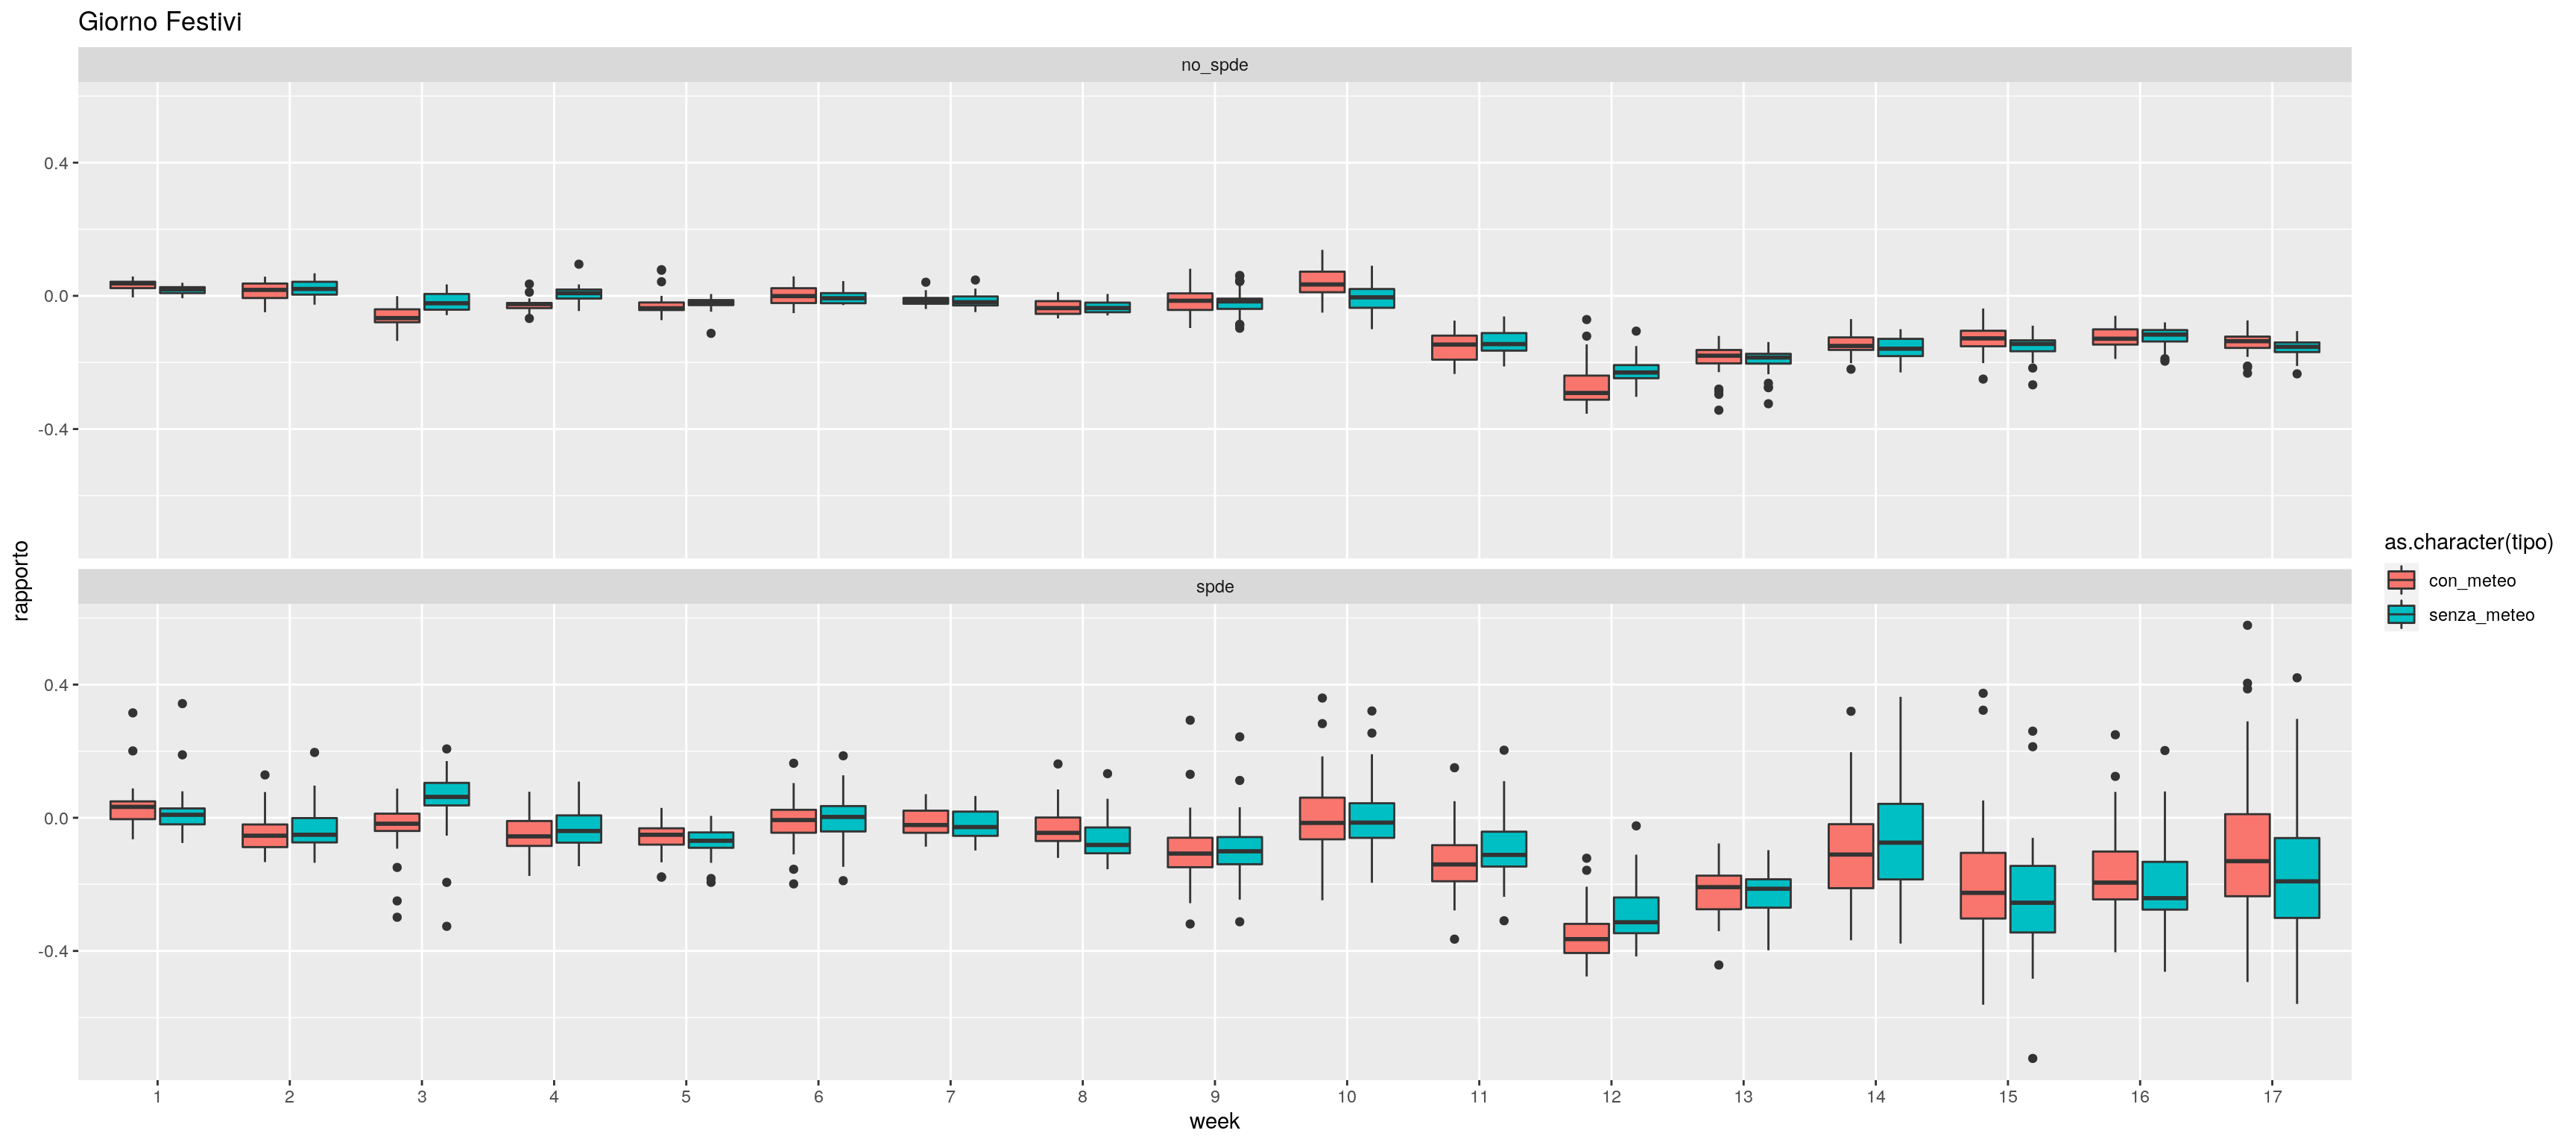 Giorno Festivi
no_spde
0.4
0.0
-0.4
rapporto
spde
0.4
0.0
-0.4
1 2 3 4 5 6 7 8 9 10 11 12 13 14 15 16 17
week
as.character(tipo)
con_meteo
senza_meteo